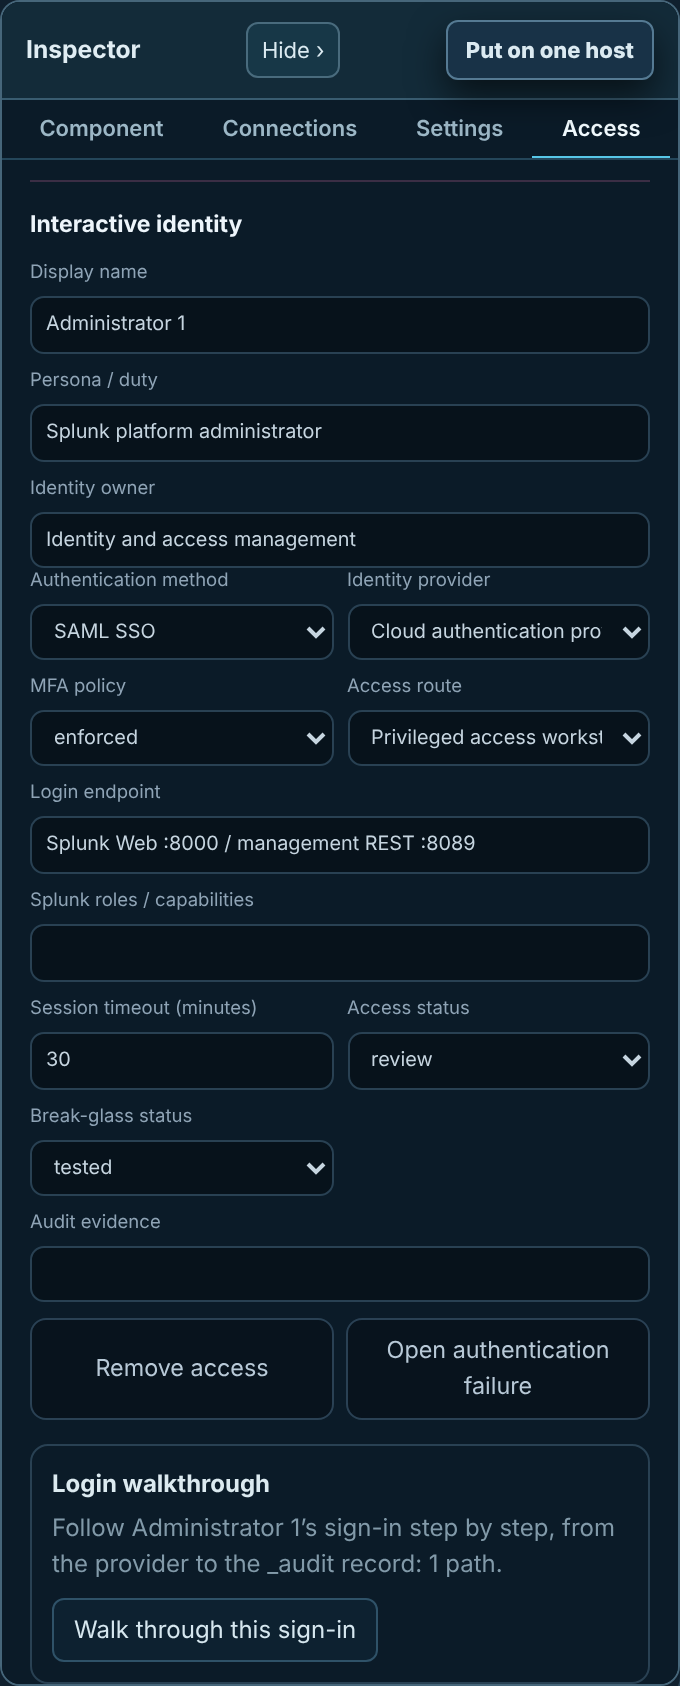 Inspector
Hide ›
Put on one host
Component
Connections
Settings
Access
Interactive identity
Display name
Administrator 1
Persona / duty
Splunk platform administrator
Identity owner
Identity and access management
Authentication method
Identity provider
SAML SSO
Cloud authentication pro
MFA policy
Access route
enforced
Privileged access workst
Login endpoint
Splunk Web :8000 / management REST :8089
Splunk roles / capabilities
Session timeout (minutes)
Access status
30
review
Break-glass status
tested
Audit evidence
Remove access
Open authentication
failure
Login walkthrough
Follow Administrator 1’s sign-in step by step, from
the provider to the _audit record: 1 path.
Walk through this sign-in